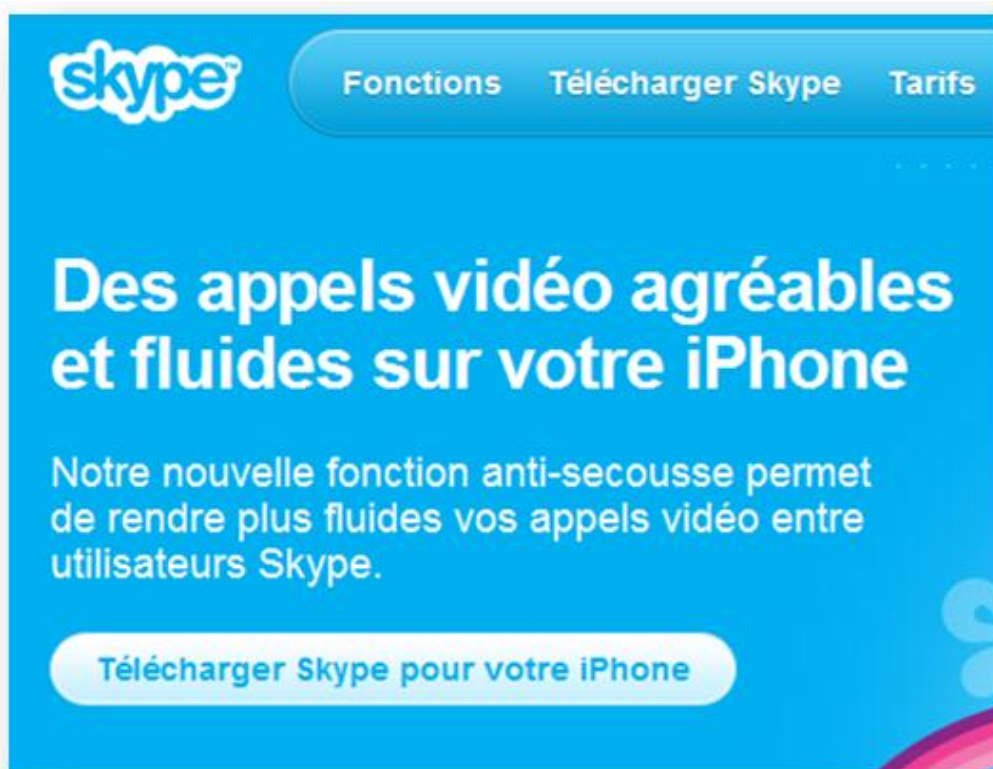 skype™
Fonctions Télécharger Skype Tarifs
Des appels vidéo agréables
et fluides sur votre iPhone
Notre nouvelle fonction anti-secousse permet
de rendre plus fluides vos appels vidéo entre
utilisateurs Skype.
Télécharger Skype pour votre iPhone